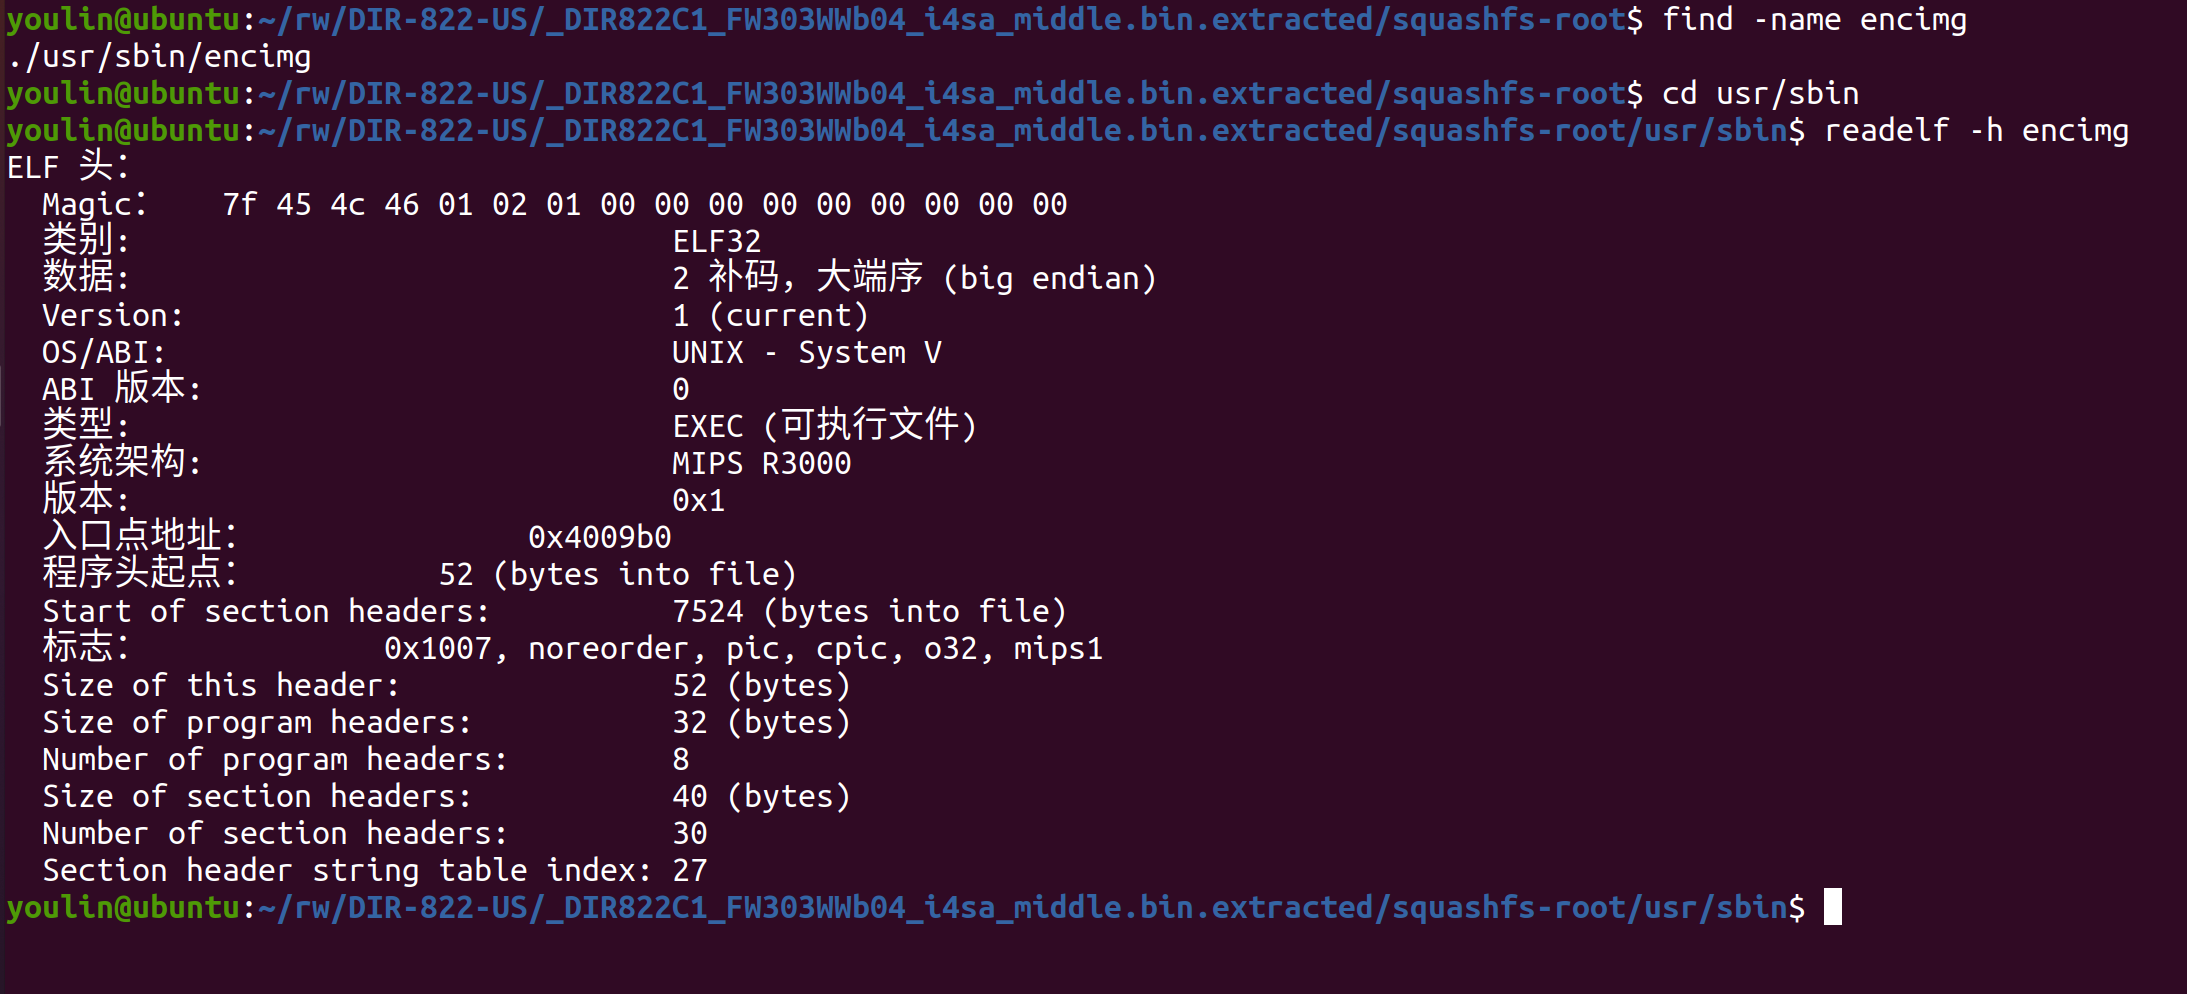 youlin@ubuntu:~/rw/DIR-822-US/_DIR822C1_FW303WWb04_i4sa_middle.bin.extracted/squashfs-root$ find -name encimg
./usr/sbin/encimg
youlin@ubuntu:~/rw/DIR-822-US/_DIR822C1_FW303WWb04_i4sa_middle.bin.extracted/squashfs-root$ cd usr/sbin
youlin@ubuntu:~/rw/DIR-822-US/_DIR822C1_FW303WWb04_i4sa_middle.bin.extracted/squashfs-root/usr/sbin$ readelf -h encimg
ELF 头：
  Magic：    7f 45 4c 46 01 02 01 00 00 00 00 00 00 00 00 00
  类别:                              ELF32
  数据:                              2 补码，大端序 (big endian)
  Version:                           1 (current)
  OS/ABI:                            UNIX - System V
  ABI 版本:                          0
  类型:                              EXEC (可执行文件)
  系统架构:                          MIPS R3000
  版本:                              0x1
  入口点地址：                0x4009b0
  程序头起点：           52 (bytes into file)
  Start of section headers:          7524 (bytes into file)
  标志：              0x1007, noreorder, pic, cpic, o32, mips1
  Size of this header:               52 (bytes)
  Size of program headers:           32 (bytes)
  Number of program headers:         8
  Size of section headers:           40 (bytes)
  Number of section headers:         30
  Section header string table index: 27
youlin@ubuntu:~/rw/DIR-822-US/_DIR822C1_FW303WWb04_i4sa_middle.bin.extracted/squashfs-root/usr/sbin$